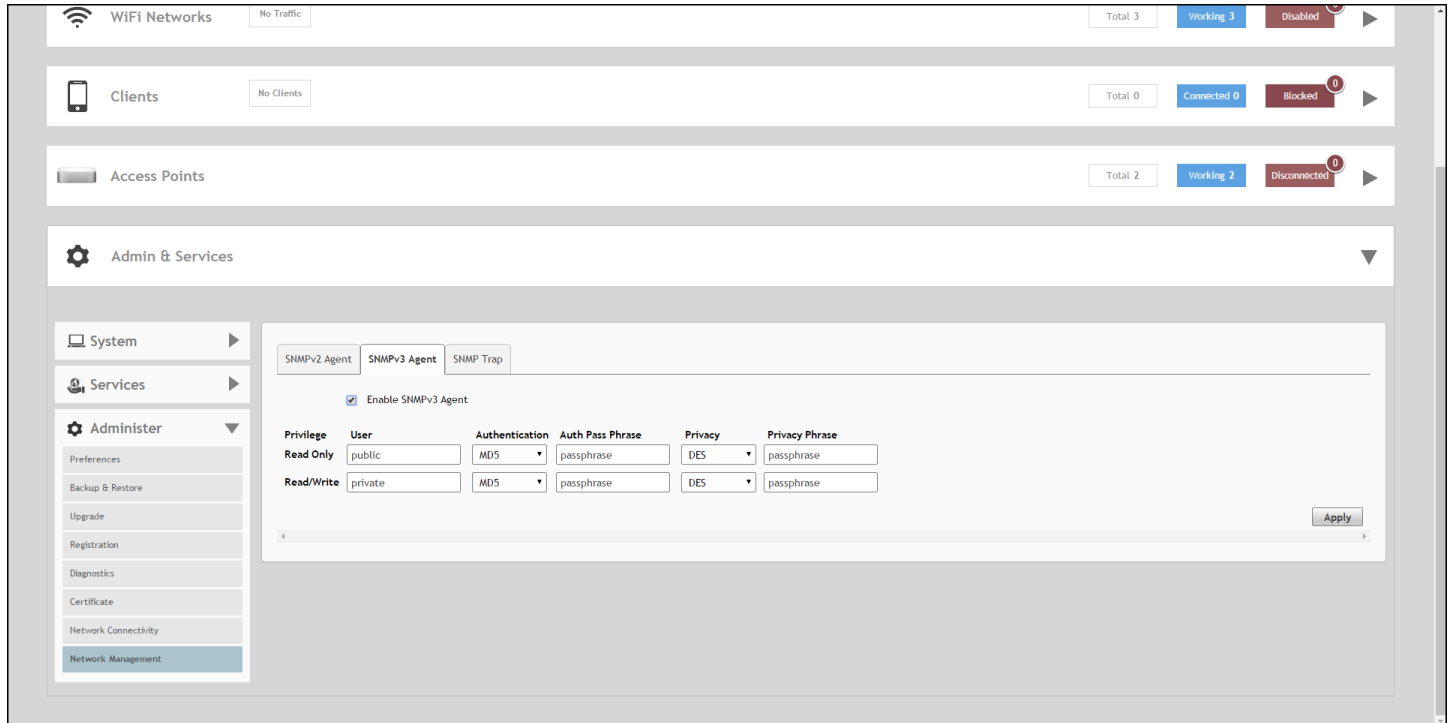 WiFi Networks No Traffic Total 3 Working 3 Disabled
Clients No Clients Total 0 Connected 0 Blocked 0
Access Points Total 2 Working 2 Disconnected 0
Admin & Services
System
Services
Administer
Preferences
Backup & Restore
Upgrade
Registration
Diagnostics
Certificate
Network Connectivity
Network Management
SNMPv2 Agent SNMPv3 Agent SNMP Trap
Enable SNMPv3 Agent
Privilege User Authentication Auth Pass Phrase Privacy Privacy Phrase
Read Only public MD5 passphrase DES passphrase
Read/Write private MD5 passphrase DES passphrase
Apply